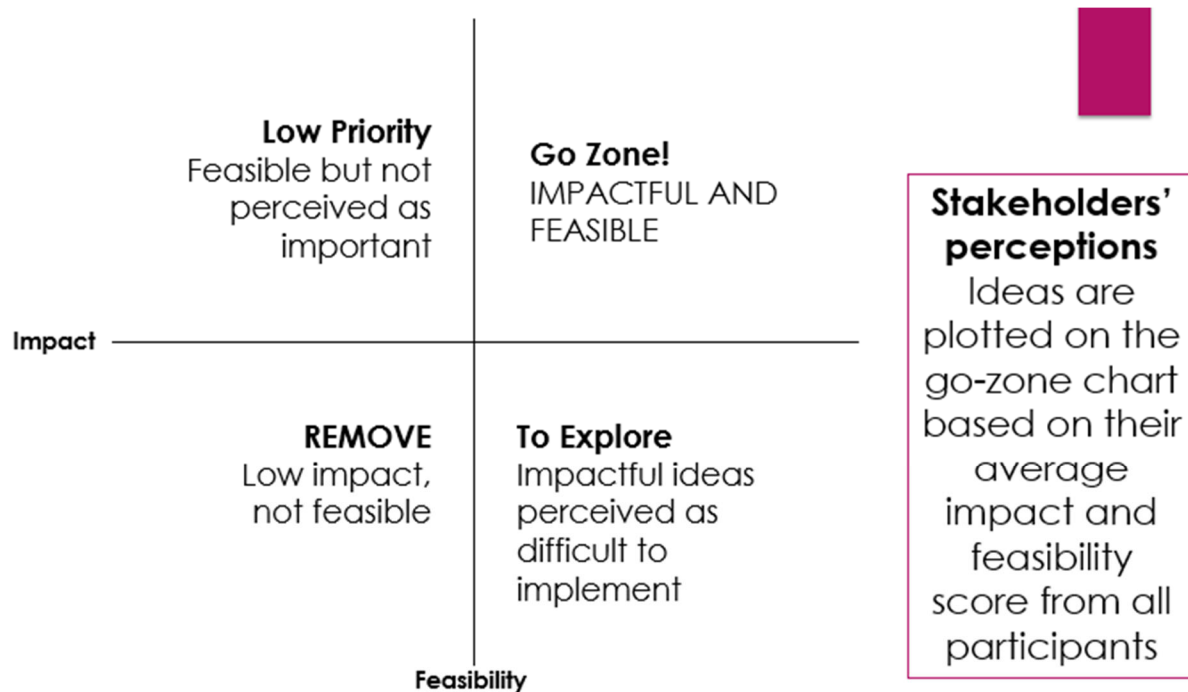 Low Priority
Feasible but not
perceived as
important
Go Zone!
IMPACTFUL AND
FEASIBLE
Impact
REMOVE
Low impact,
not feasible
To Explore
Impactful ideas
perceived as
difficult to
implement
Feasibility
Stakeholders’
perceptions
Ideas are
plotted on the
go-zone chart
based on their
average
impact and
feasibility
score from all
participants